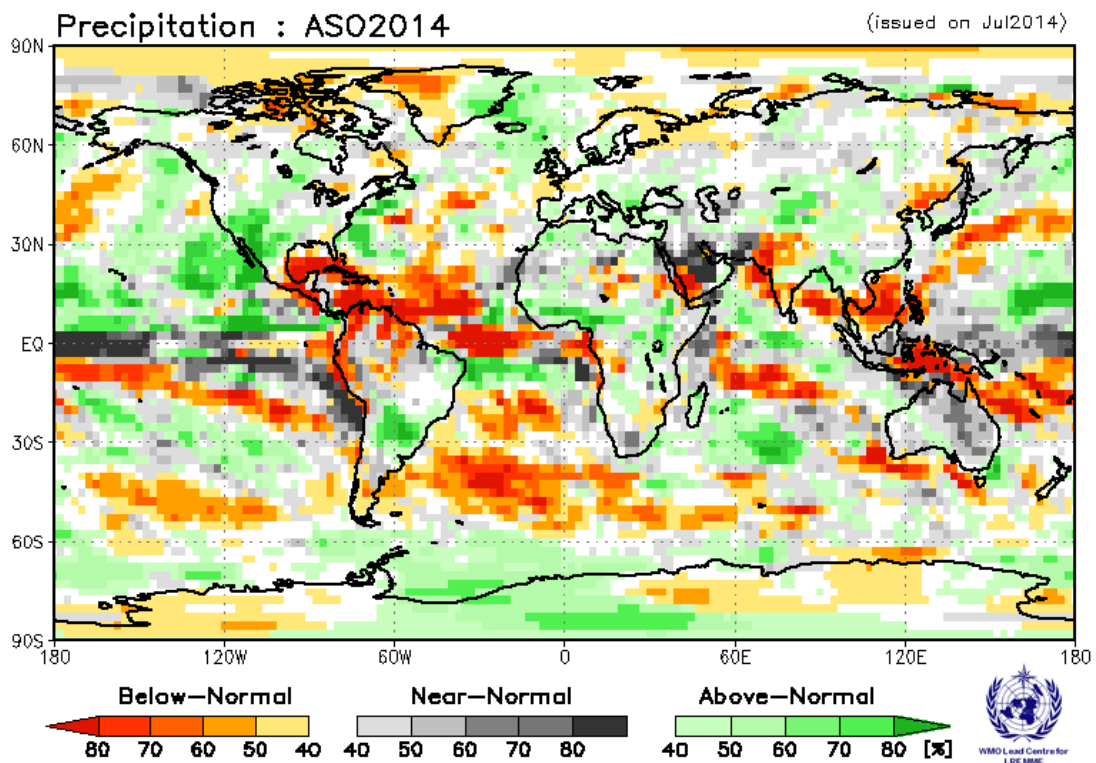 Precipitation : ASO2014
(issued on Jul2014)
90N
60N
30N
EQ
30S
60S
90S
180 120W 60W 0 60E 120E 180
Below-Normal Near-Normal Above-Normal
80 70 60 50 40 40 50 60 70 80 40 50 60 70 80 [%]
WMO Lead Centre for
LRFMME